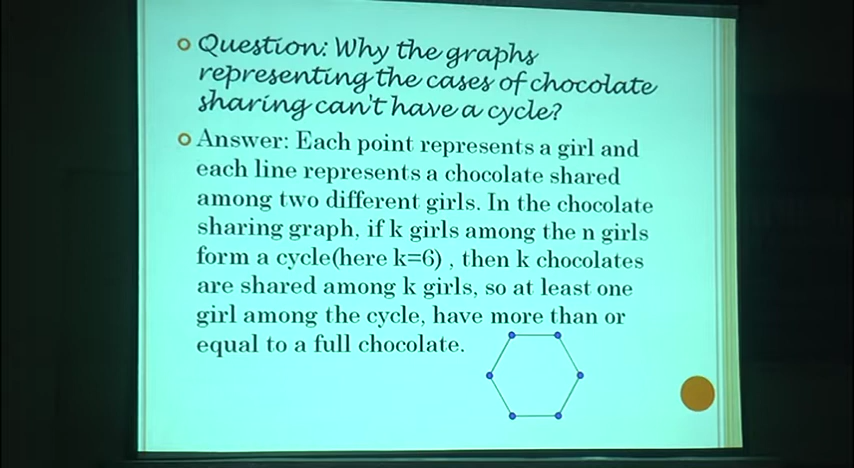 Question: Why the graphs
representing the cases of chocolate
sharing can't have a cycle?
Answer: Each point represents a girl and
each line represents a chocolate shared
among two different girls. In the chocolate
sharing graph, if k girls among the n girls
form a cycle(here k=6) , then k chocolates
are shared among k girls, so at least one
girl among the cycle, have more than or
equal to a full chocolate.